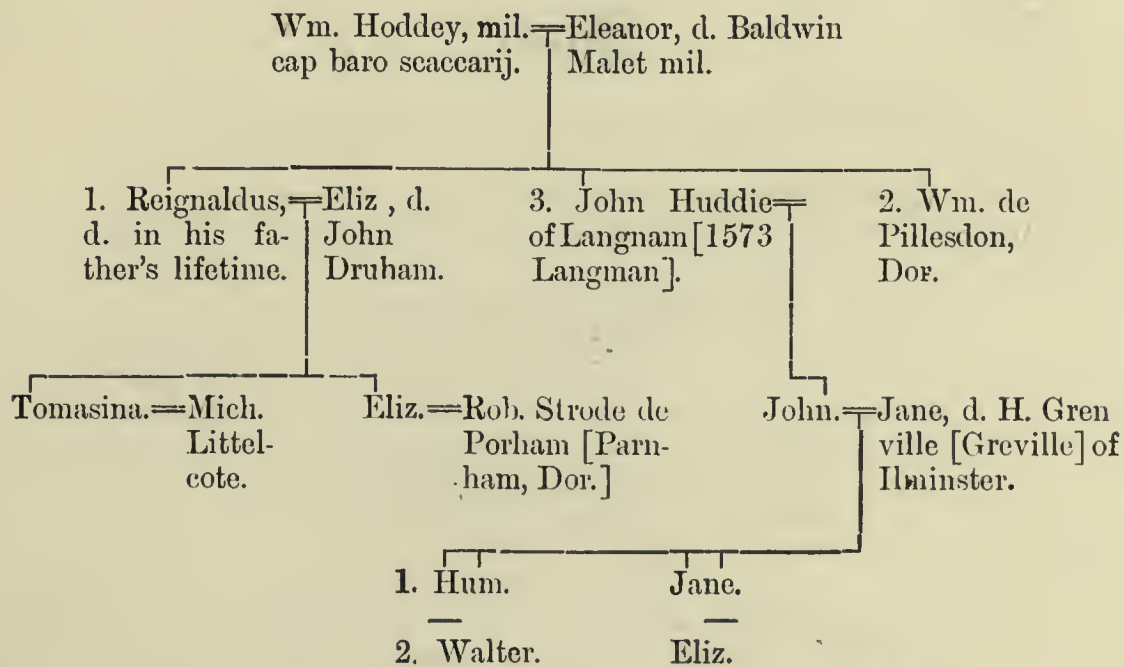 Wm. Hoddey, mil.
cap baro scaccarij.
Eleanor, d. Baldwin
Malet mil.
1. Reignaldus,
d. in his fa-
ther's lifetime.
Eliz , d.
John
Druham.
3. John Huddie
of Langnam [1573
Langman].
2. Wm. de
Pillesdon,
Dor.
Tomasina.
Mich.
Littel-
cote.
Eliz.
Rob. Strode de
Porham [Parn-
ham, Dor.]
John.
Jane, d. H. Gren
ville [Greville] of
Ilminster.
1. Hum.
Jane.
2. Walter.
Eliz.